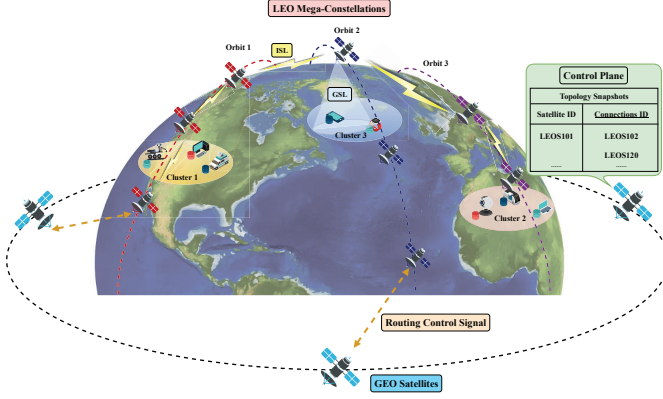 LEO Mega-Constellations
Orbit 1
ISL
Orbit 2
Orbit 3
Control Plane
Topology Snapshots
Satellite ID
Connections ID
LEOS101
LEOS102
LEOS120
......
......
GSL
Cluster 3
Cluster 1
Cluster 2
Routing Control Signal
GEO Satellites